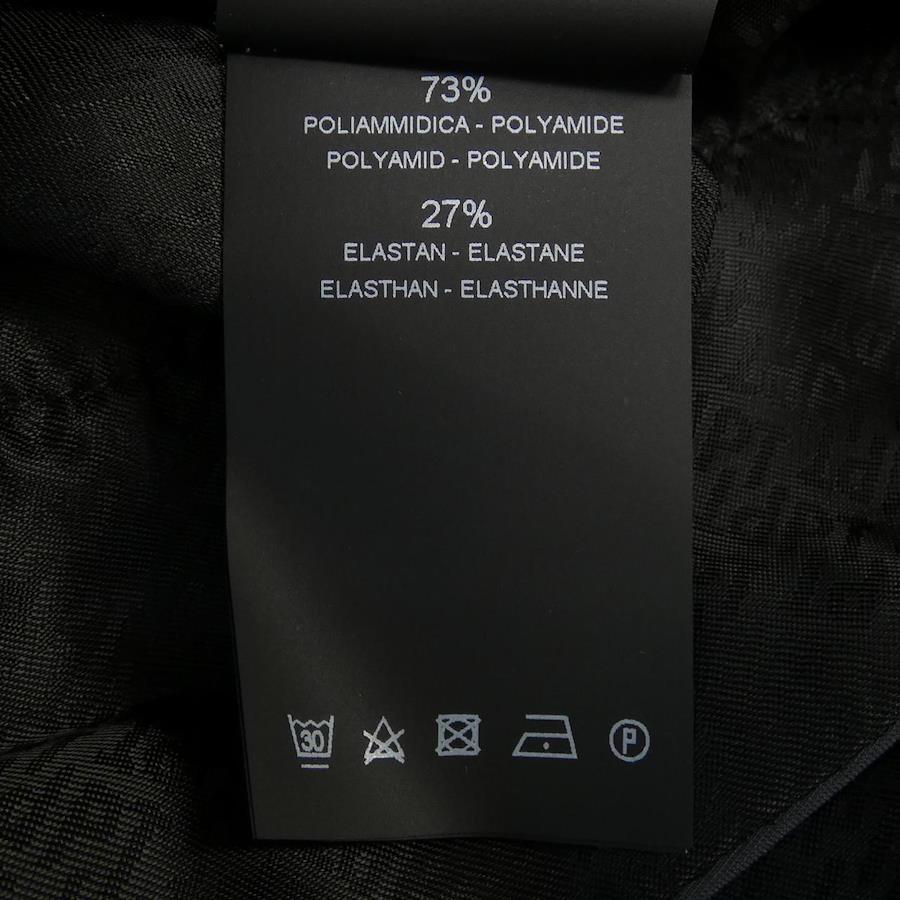 73%
POLIAMMIDICA - POLYAMIDE
POLYAMID - POLYAMIDE
27%
ELASTAN - ELASTANE
ELASTHAN - ELASTHANNE
30 P